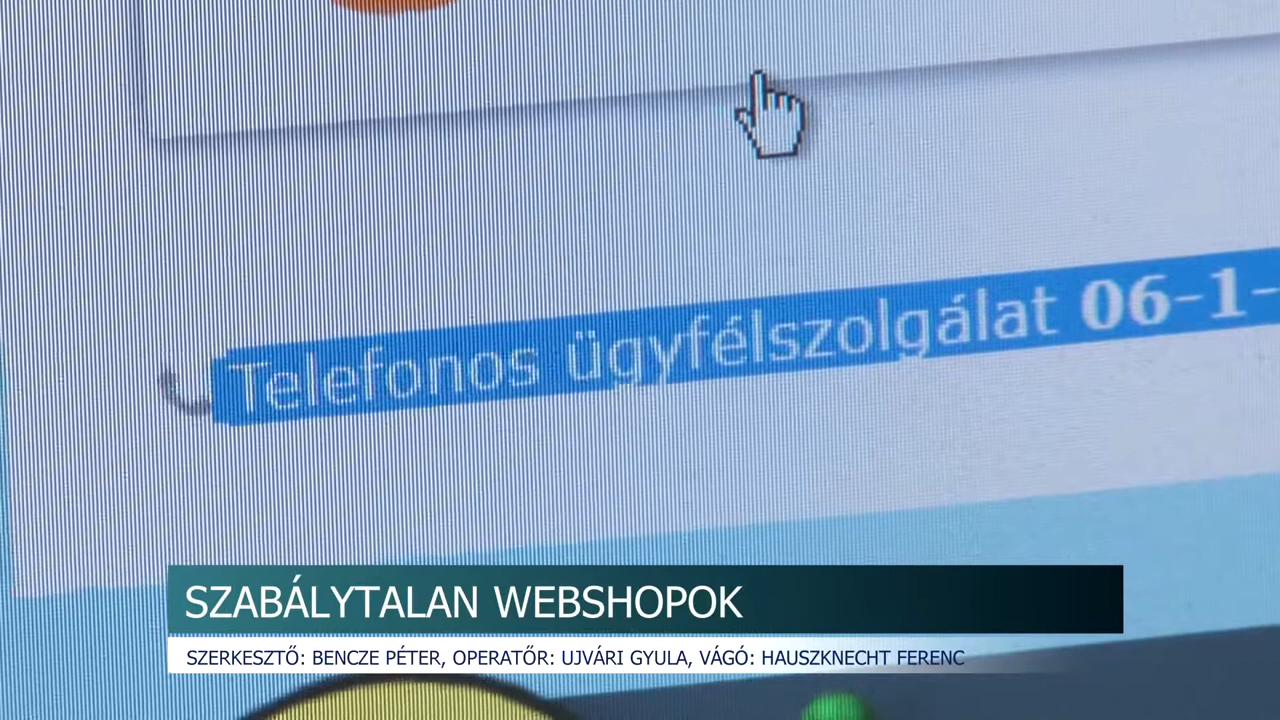 Telefonos ügyfélszolgálat 06-1-
SZABÁLYTALAN WEBSHOPOK
SZERKESZTŐ: BENCZE PÉTER, OPERATŐR: UJVÁRI GYULA, VÁGÓ: HAUSZKNECHT FERENC